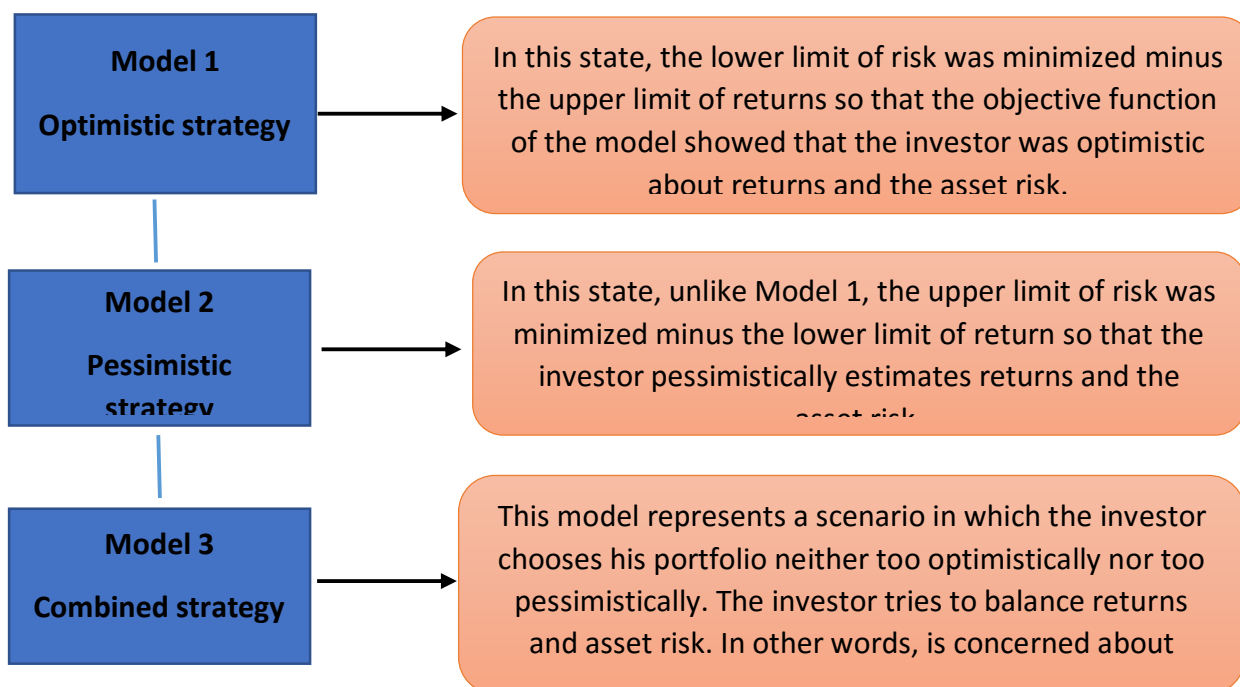 Model 1
Optimistic strategy
In this state, the lower limit of risk was minimized minus
the upper limit of returns so that the objective function
of the model showed that the investor was optimistic
about returns and the asset risk.
Model 2
Pessimistic
strategy
In this state, unlike Model 1, the upper limit of risk was
minimized minus the lower limit of return so that the
investor pessimistically estimates returns and the
asset risk
Model 3
Combined strategy
This model represents a scenario in which the investor
chooses his portfolio neither too optimistically nor too
pessimistically. The investor tries to balance returns
and asset risk. In other words, is concerned about